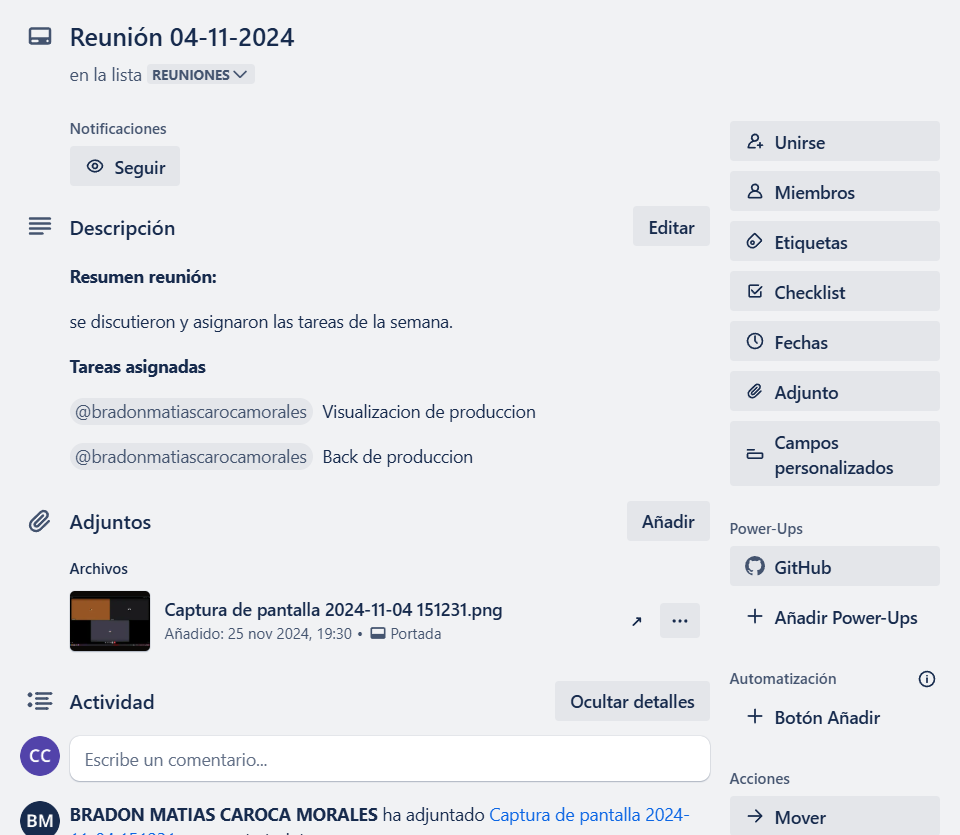 Reunión 04-11-2024
en la lista REUNIONES
Notificaciones
Seguir
Descripción
Editar
Resumen reunión:
se discutieron y asignaron las tareas de la semana.
Tareas asignadas
@bradonmatiascarocamorales Visualizacion de produccion
@bradonmatiascarocamorales Back de produccion
Adjuntos
Añadir
Archivos
Captura de pantalla 2024-11-04 151231.png
Añadido: 25 nov 2024, 19:30 • Portada
Actividad
Ocultar detalles
CC
Escribe un comentario...
BM
BRADON MATIAS CAROCA MORALES ha adjuntado Captura de pantalla 2024-
Unirse
Miembros
Etiquetas
Checklist
Fechas
Adjunto
Campos
personalizados
Power-Ups
GitHub
Añadir Power-Ups
Automatización
Botón Añadir
Acciones
Mover